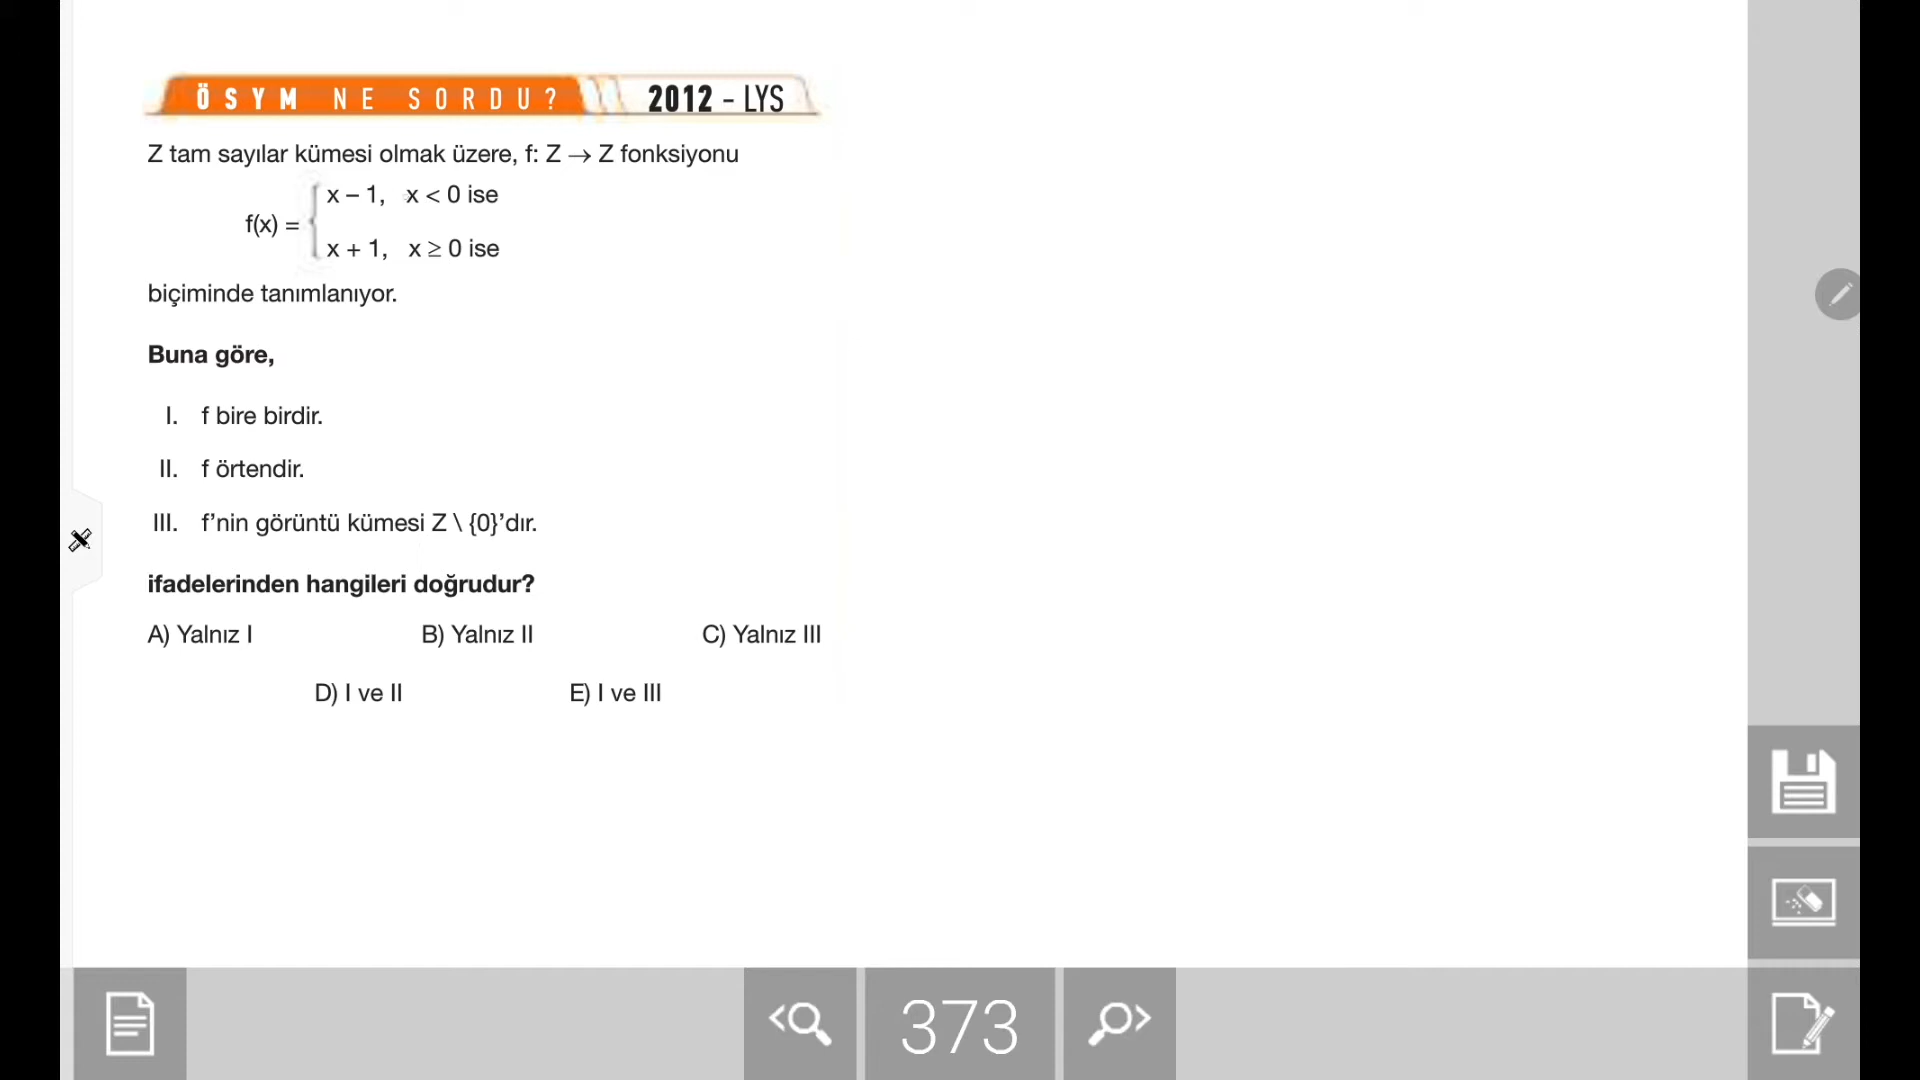 ÖSYM NE SORDU? 2012 - LYS
Z tam sayılar kümesi olmak üzere, f: Z → Z fonksiyonu
x – 1, x < 0 ise
f(x) =
x + 1, x ≥ 0 ise
biçiminde tanımlanıyor.
Buna göre,
I. f bire birdir.
II. f örtendir.
III. f’nin görüntü kümesi Z \ {0}’dır.
ifadelerinden hangileri doğrudur?
A) Yalnız I B) Yalnız II C) Yalnız III
D) I ve II E) I ve III
373